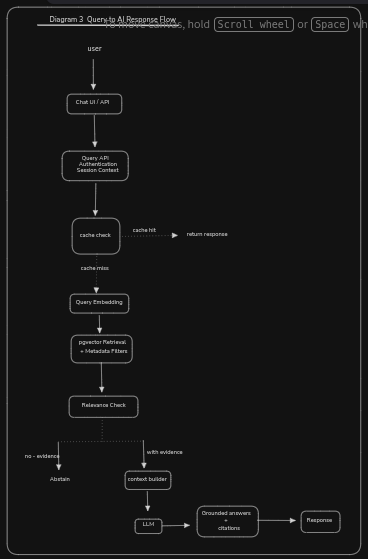 Diagram 3 Query to AI Response Flow
To move canvas, hold Scroll wheel or Space wh
user
Chat UI / API
Query API
Authentication
Session Context
cache check
cache hit
return response
cache miss
Query Embedding
pgvector Retrieval
+ Metadata Filters
Relevance Check
no - evidence
with evidence
Abstain
context builder
LLM
Grounded answers
+
citations
Response